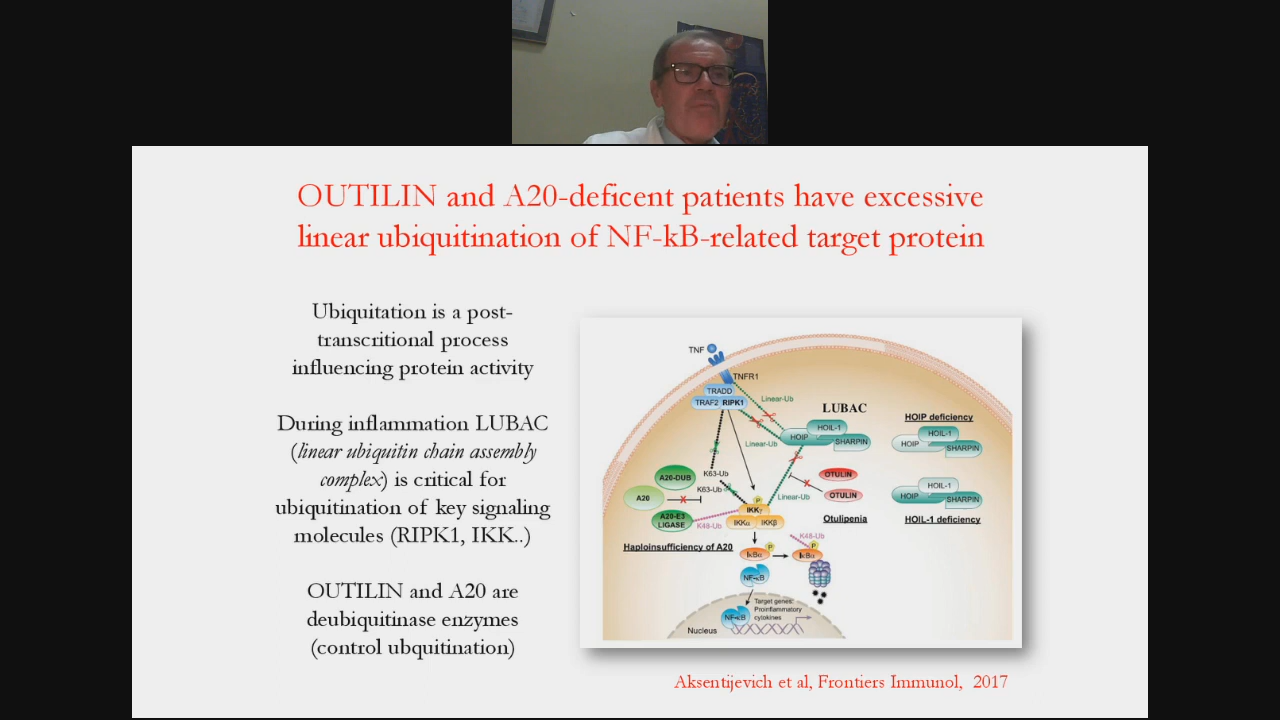 OUTILIN and A20-deficent patients have excessive
linear ubiquitination of NF-kB-related target protein
Ubiquitation is a post-
transcritional process
influencing protein activity
During inflammation LUBAC
(linear ubiquitin chain assembly
complex) is critical for
ubiquitination of key signaling
molecules (RIPK1, IKK..)
OUTILIN and A20 are
deubiquitinase enzymes
(control ubquitination)
TNF
TNFR1
TRADD
TRAF2 RIPK1
Linear-Ub
LUBAC
HOIL-1
HOIP
SHARPIN
Linear-Ub
HOIP deficiency
HOIL-1
HOIP
SHARPIN
K63-Ub
A20-DUB
K63-Ub
A20
X
A20-E3
LIGASE
K48-Ub
Haploinsufficiency of A20
P
IKKγ
IKKα
IKKβ
Linear-Ub
OTULIN
X
OTULIN
Otulipenia
HOIL-1
HOIP
SHARPIN
HOIL-1 deficiency
K48-Ub
IκBα
P
IκBα
P
NF-κB
NF-κB
Target genes:
Proinflammatory
cytokines
Nucleus
Aksentijevich et al, Frontiers Immunol, 2017